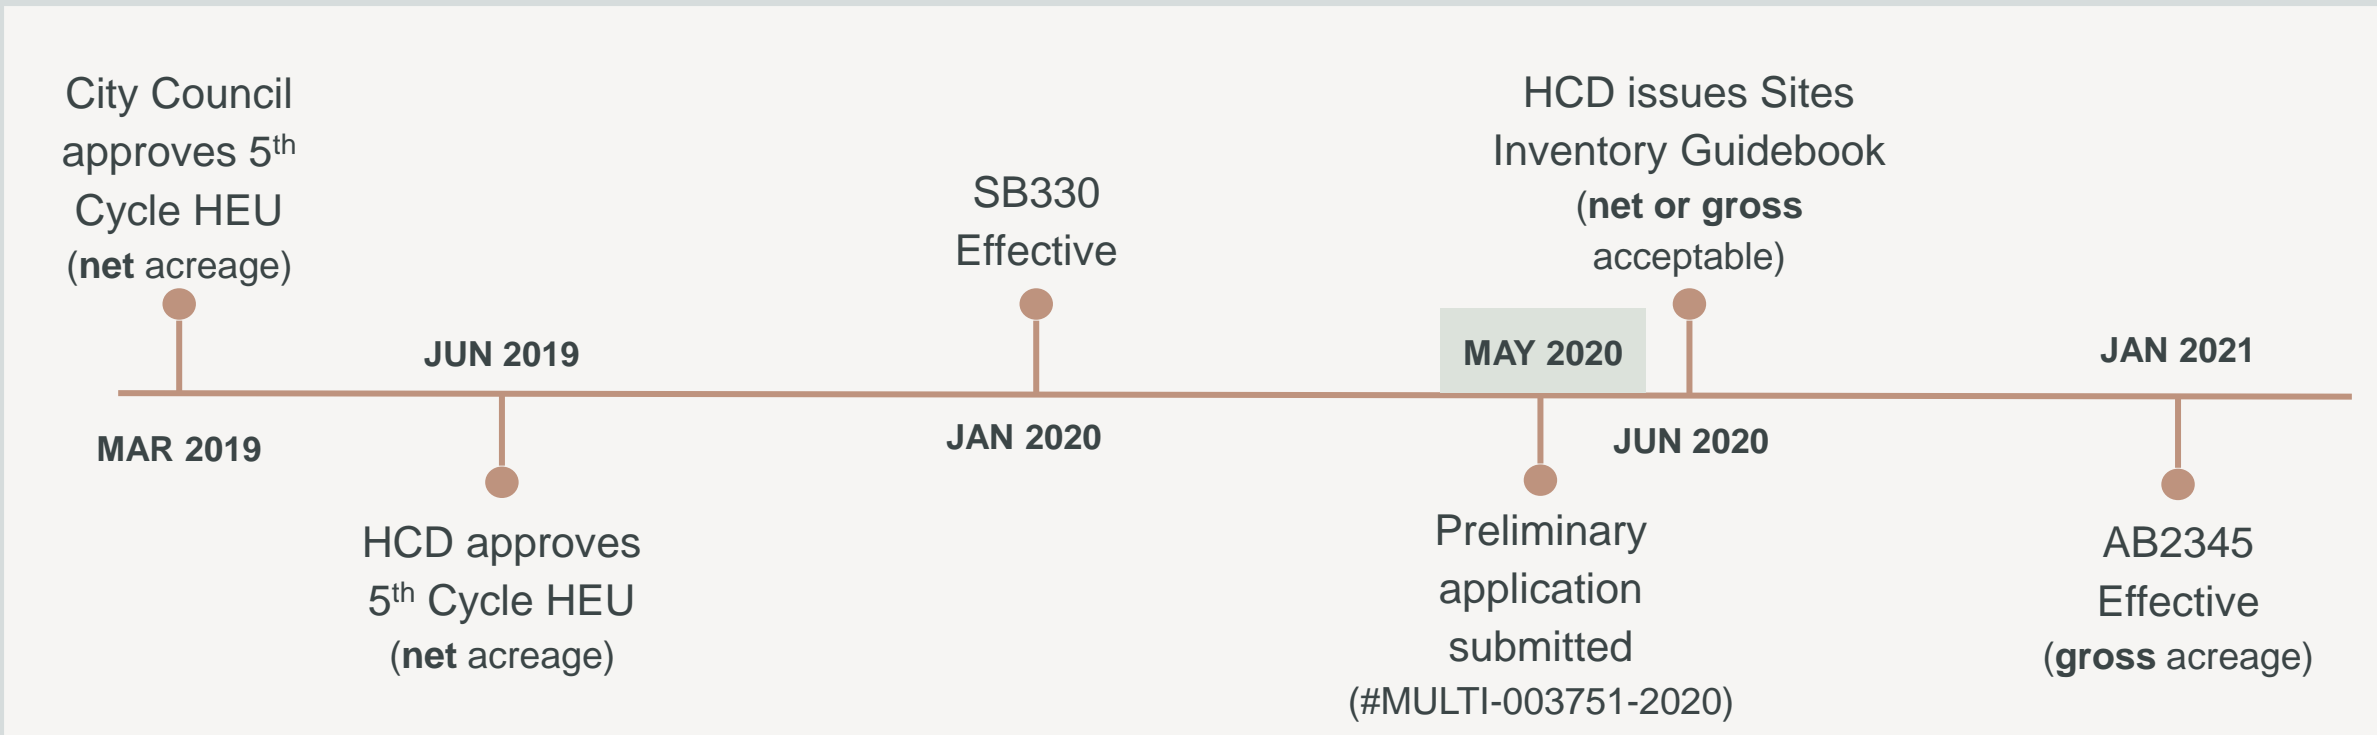 City Council
approves 5th
Cycle HEU
(net acreage)
MAR 2019
JUN 2019
HCD approves
5th Cycle HEU
(net acreage)
SB330
Effective
JAN 2020
MAY 2020
Preliminary
application
submitted
(#MULTI-003751-2020)
HCD issues Sites
Inventory Guidebook
(net or gross
acceptable)
JUN 2020
JAN 2021
AB2345
Effective
(gross acreage)